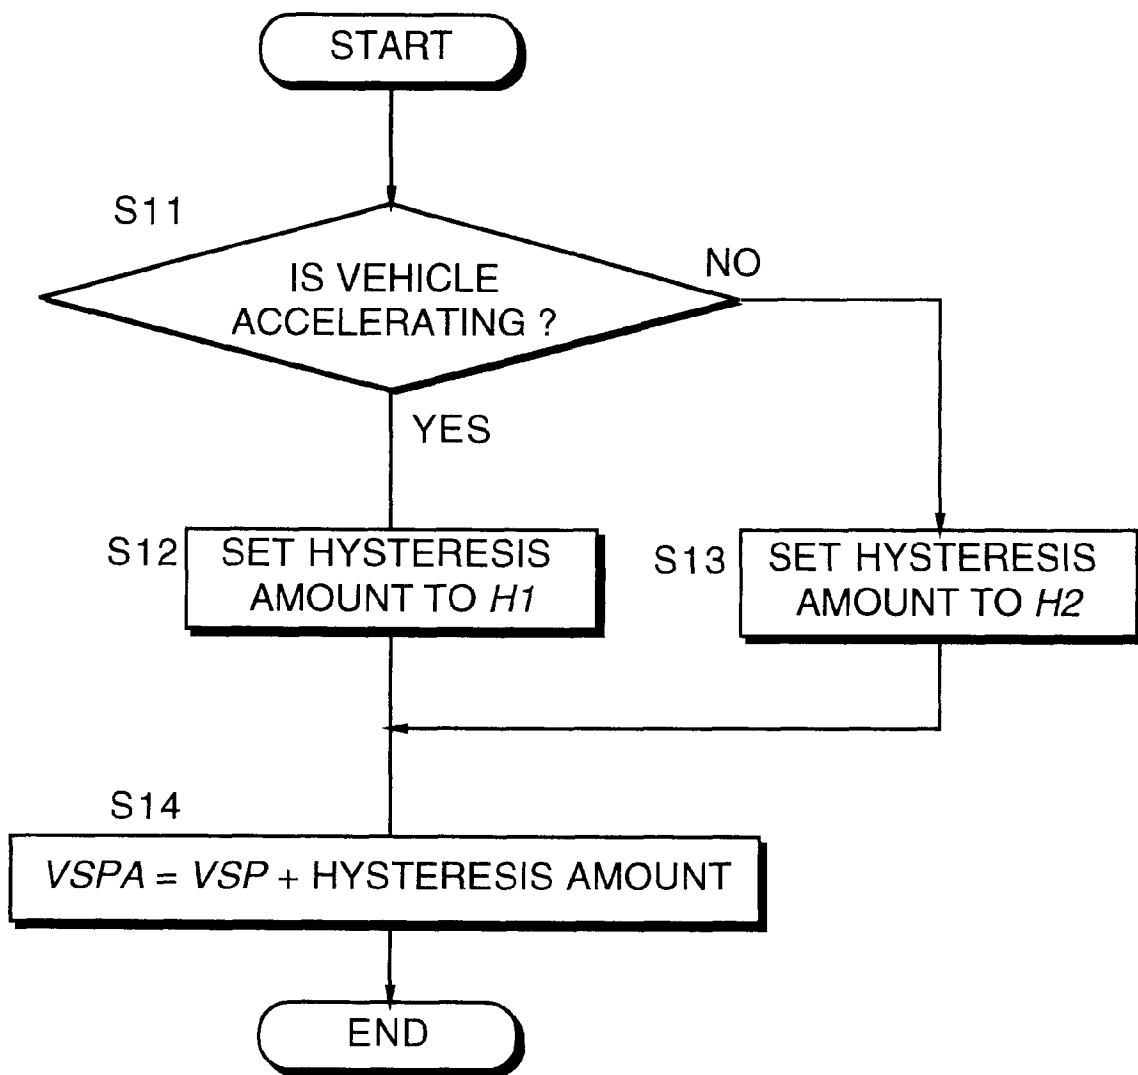 START
S11
IS VEHICLE
ACCELERATING ?
NO
YES
S12
SET HYSTERESIS
AMOUNT TO H1
S13
SET HYSTERESIS
AMOUNT TO H2
S14
VSPA = VSP + HYSTERESIS AMOUNT
END